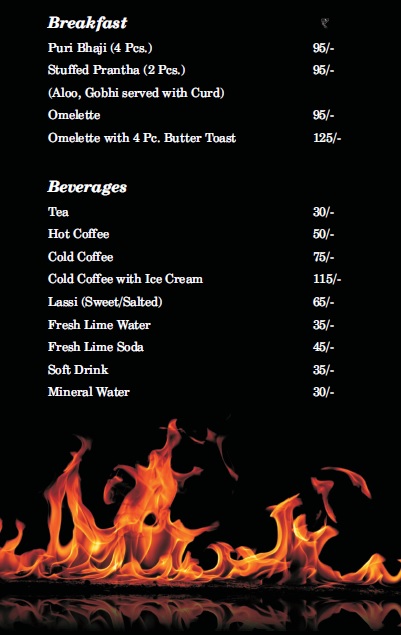 Breakfast ₹
Puri Bhaji (4 Pcs.) 95/-
Stuffed Prantha (2 Pcs.) 95/-
(Aloo, Gobhi served with Curd)
Omelette 95/-
Omelette with 4 Pc. Butter Toast 125/-
Beverages
Tea 30/-
Hot Coffee 50/-
Cold Coffee 75/-
Cold Coffee with Ice Cream 115/-
Lassi (Sweet/Salted) 65/-
Fresh Lime Water 35/-
Fresh Lime Soda 45/-
Soft Drink 35/-
Mineral Water 30/-